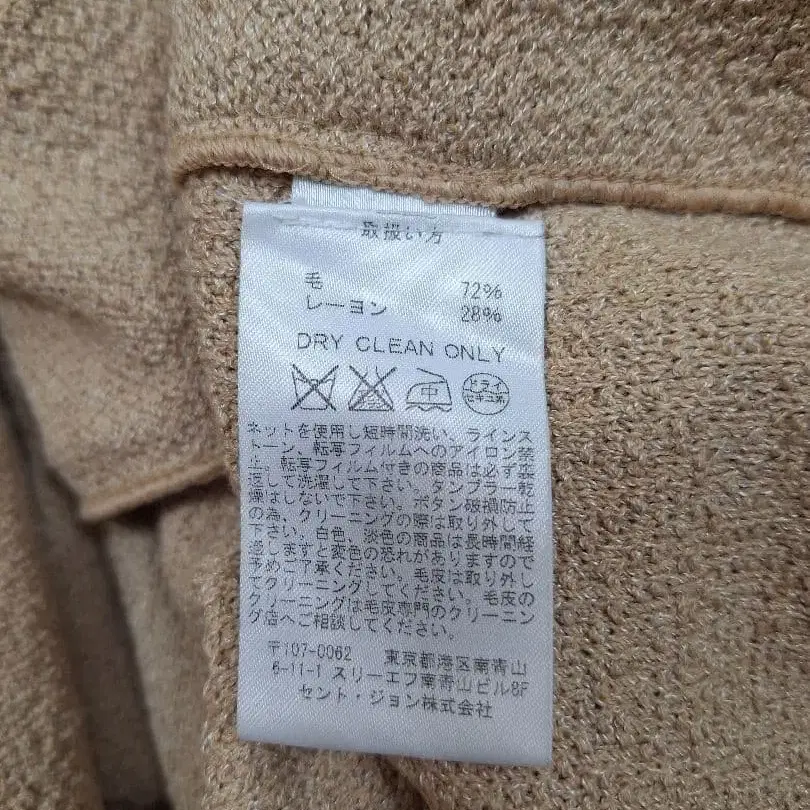 取扱い方
毛 72%
レーヨン 28%
DRY CLEAN ONLY
中 ドライ セキユ系
ネットを使用し短時間洗い。ラインス
トーン、転写フィルムへのアイロン禁
止。転写フィルム付きの商品は必ず裏
返して洗濯して下さい。タンブラー乾
燥はしないで下さい。ボタン破損防止
の為、クリーニングの際は取り外して
下さい。白色、淡色の商品は長時間経
過しますと変色の恐れがありますので
予めご了承ください。毛皮は取り外し
てクリーニングしてください。毛皮の
クリーニングは毛皮専門のクリーニン
グ店へご相談してください。
〒107-0062 東京都港区南青山
6-11-1 スリーエフ南青山ビル8F
セント・ジョン株式会社